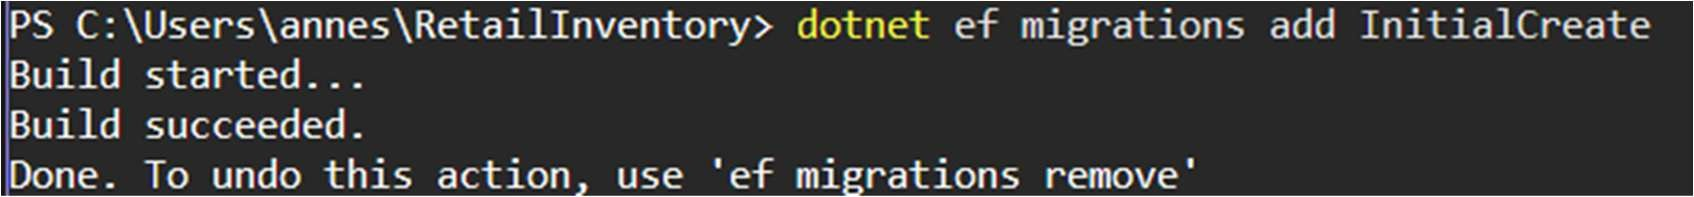 PS C:\Users\annes\RetailInventory> dotnet ef migrations add InitialCreate
Build started...
Build succeeded.
Done. To undo this action, use 'ef migrations remove'